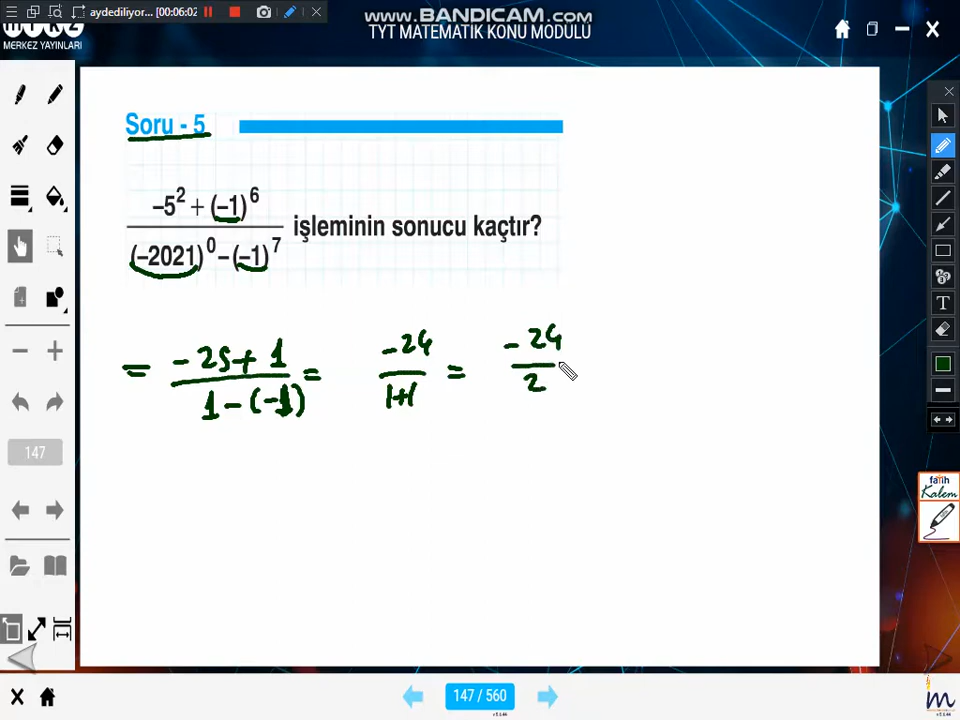 aydediliyor... [00:06:02]
www.BANDICAM.com
MERKEZ YAYINLARI
TYT MATEMATİK KONU MODULÜ
Soru - 5
–5² + (–1)⁶
işleminin sonucu kaçtır?
(–2021)⁰ – (–1)⁷
= -25+1 = -24 = -24
1-(-1) 1+1 2
147
T
fatih
Kalem
147 / 560